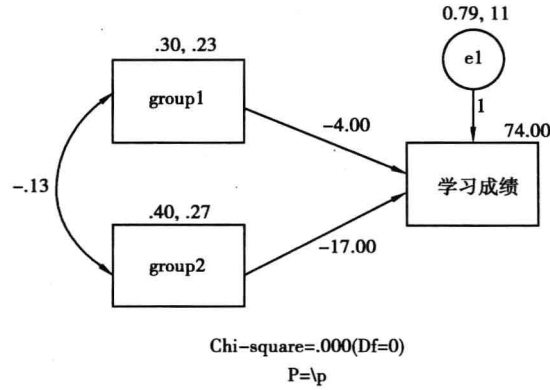 0.79, 11
.30, .23
e1
group1
1
-4.00
74.00
-.13
学习成绩
.40, .27
group2
-17.00
Chi-square=.000(Df=0)
P=\p